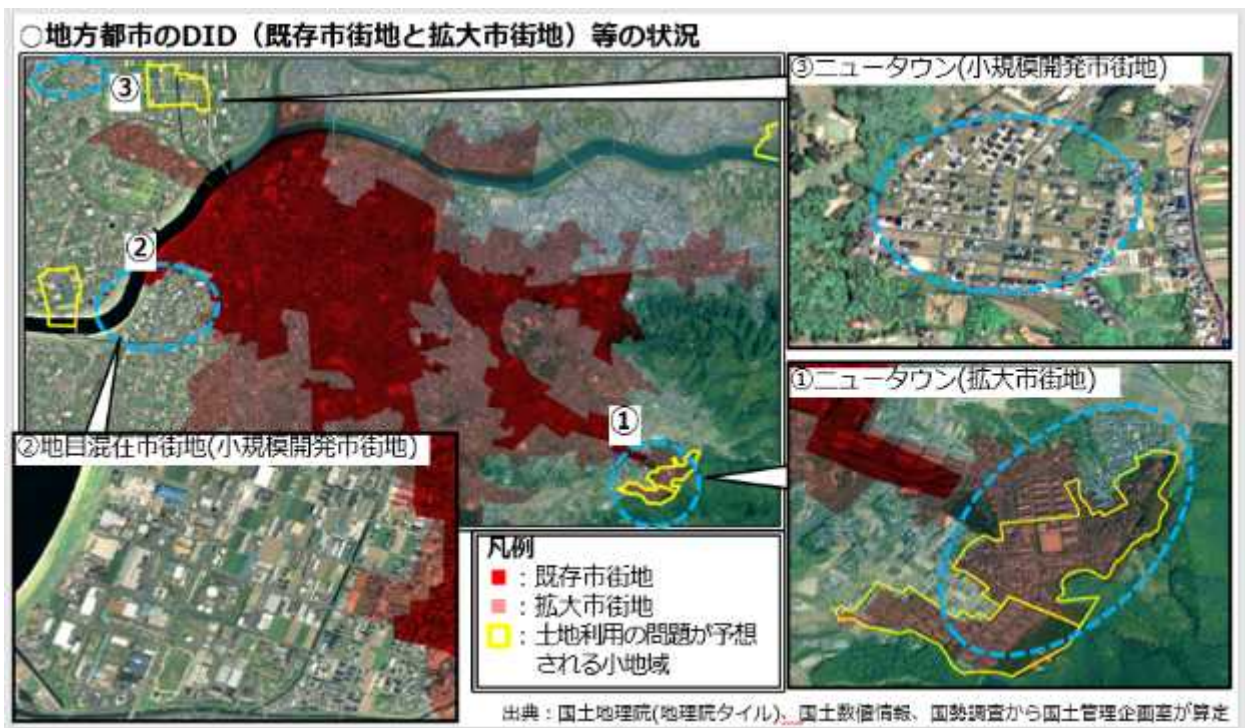 ○地方都市のDID（既存市街地と拡大市街地）等の状況
③
②
①
③ニュータウン(小規模開発市街地)
①ニュータウン(拡大市街地)
②地目混在市街地(小規模開発市街地)
凡例
■：既存市街地
■：拡大市街地
□：土地利用の問題が予想
される小地域
出典：国土地理院(地理院タイル)、国土数値情報、国勢調査から国土管理企画室が算定